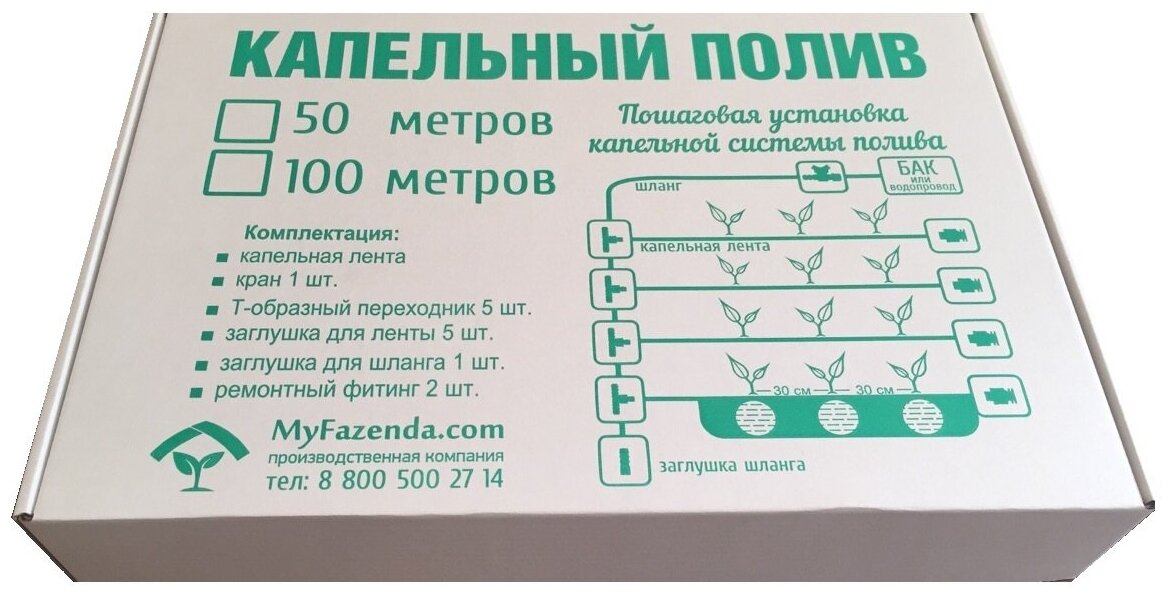 КАПЕЛЬНЫЙ ПОЛИВ
50 метров
100 метров
Комплектация:
капельная лента
кран 1 шт.
Т-образный переходник 5 шт.
заглушка для ленты 5 шт.
заглушка для шланга 1 шт.
ремонтный фитинг 2 шт.
MyFazenda.com
производственная компания
тел: 8 800 500 27 14
Пошаговая установка
капельной системы полива
БАК
или
водопровод
шланг
капельная лента
30 см 30 см
заглушка шланга